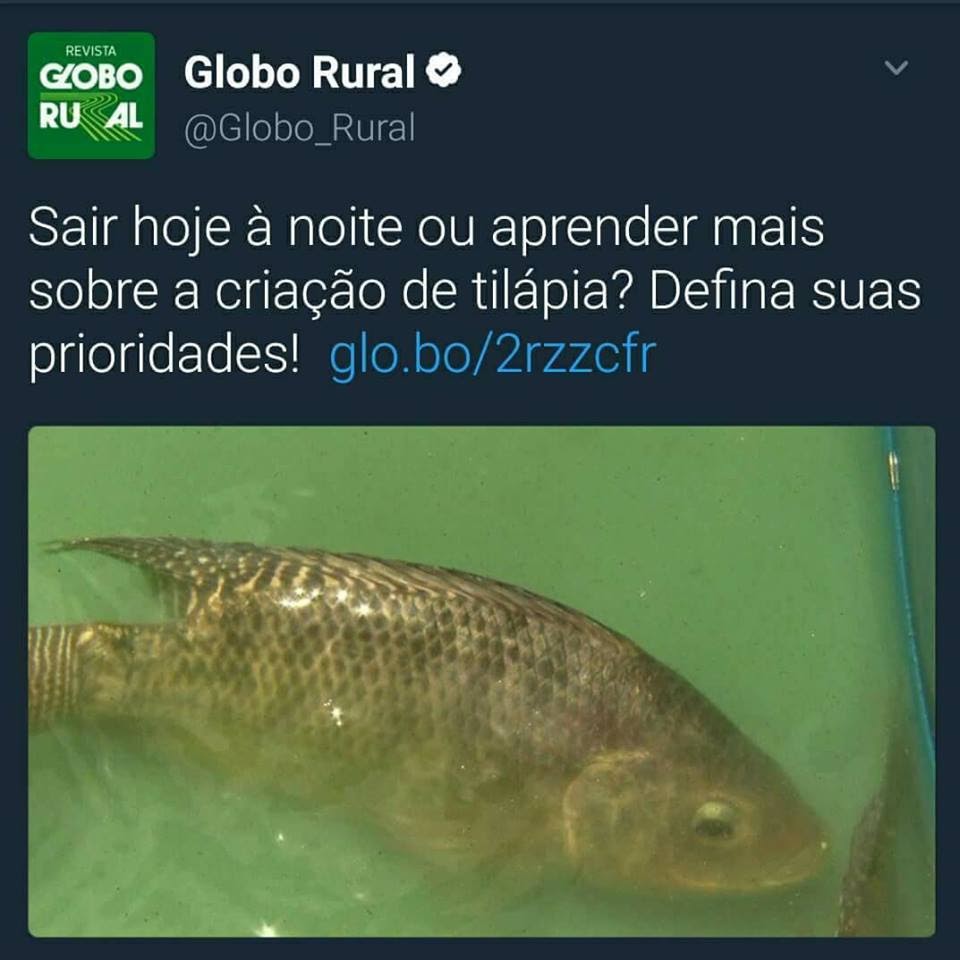 REVISTA
GLOBO
RURAL
Globo Rural
@Globo_Rural
Sair hoje à noite ou aprender mais
sobre a criação de tilápia? Defina suas
prioridades! glo.bo/2rzzcfr